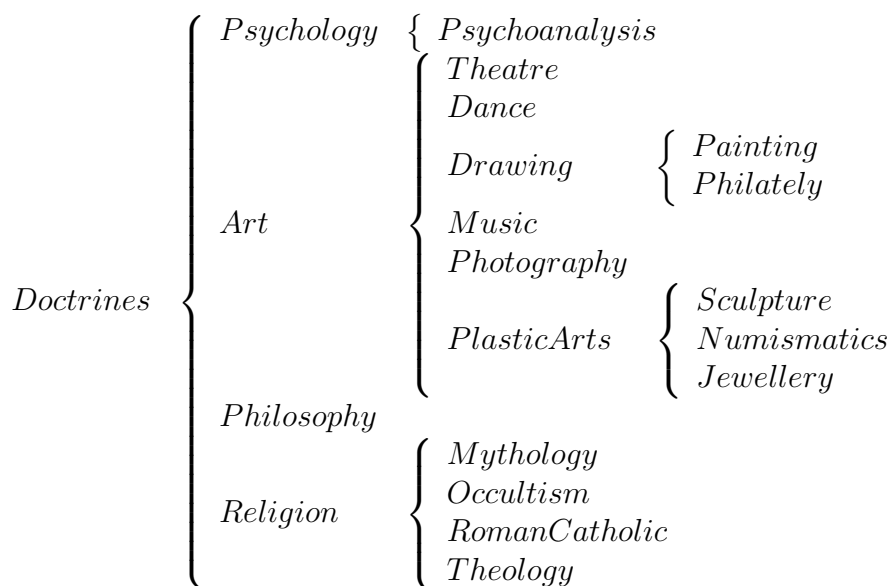 Psychology { Psychoanalysis
Theatre
Dance
Drawing
Painting
Philately
Art
Music
Photography
Doctrines
PlasticArts
Sculpture
Numismatics
Jewellery
Philosophy
Religion
Mythology
Occultism
RomanCatholic
Theology